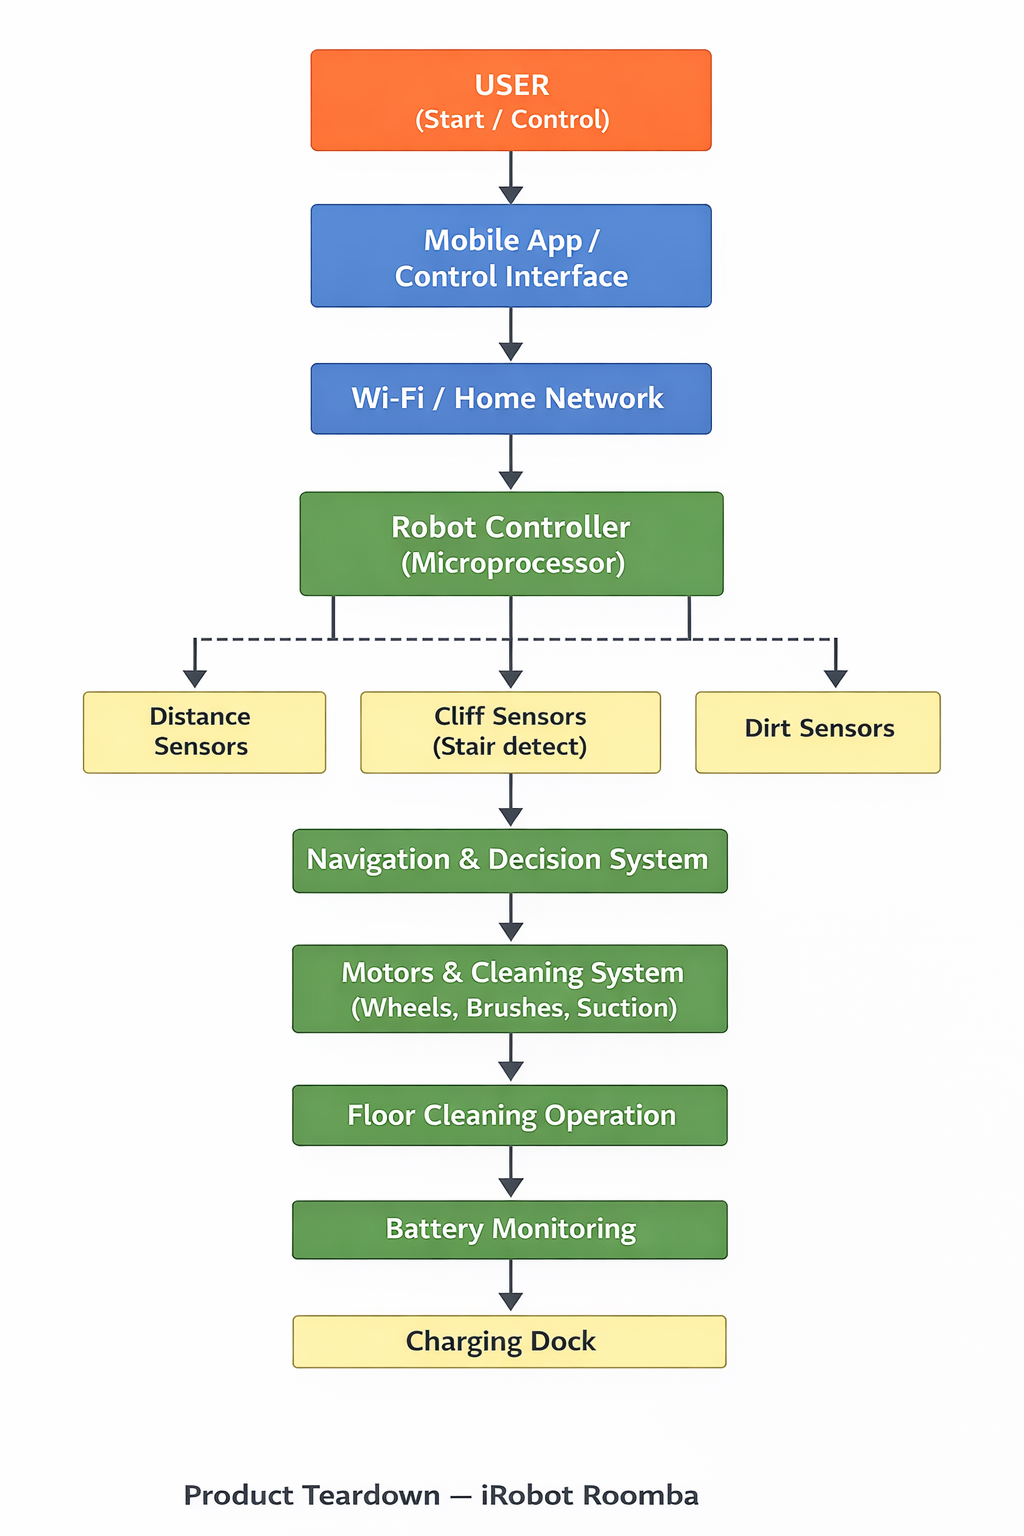 USER
(Start / Control)
Mobile App /
Control Interface
Wi-Fi / Home Network
Robot Controller
(Microprocessor)
Distance
Sensors
Cliff Sensors
(Stair detect)
Dirt Sensors
Navigation & Decision System
Motors & Cleaning System
(Wheels, Brushes, Suction)
Floor Cleaning Operation
Battery Monitoring
Charging Dock
Product Teardown — iRobot Roomba